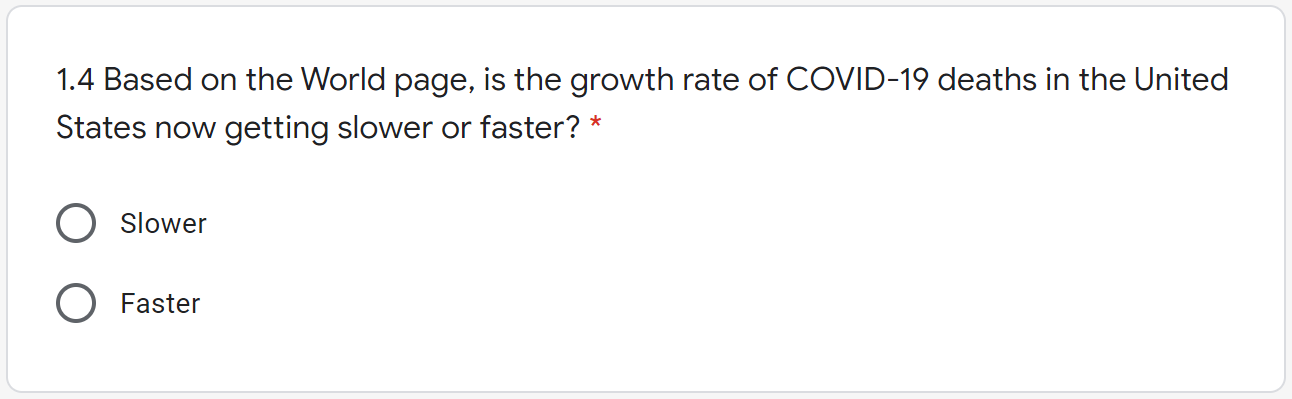 1.4 Based on the World page, is the growth rate of COVID-19 deaths in the United
States now getting slower or faster? *
Slower
Faster